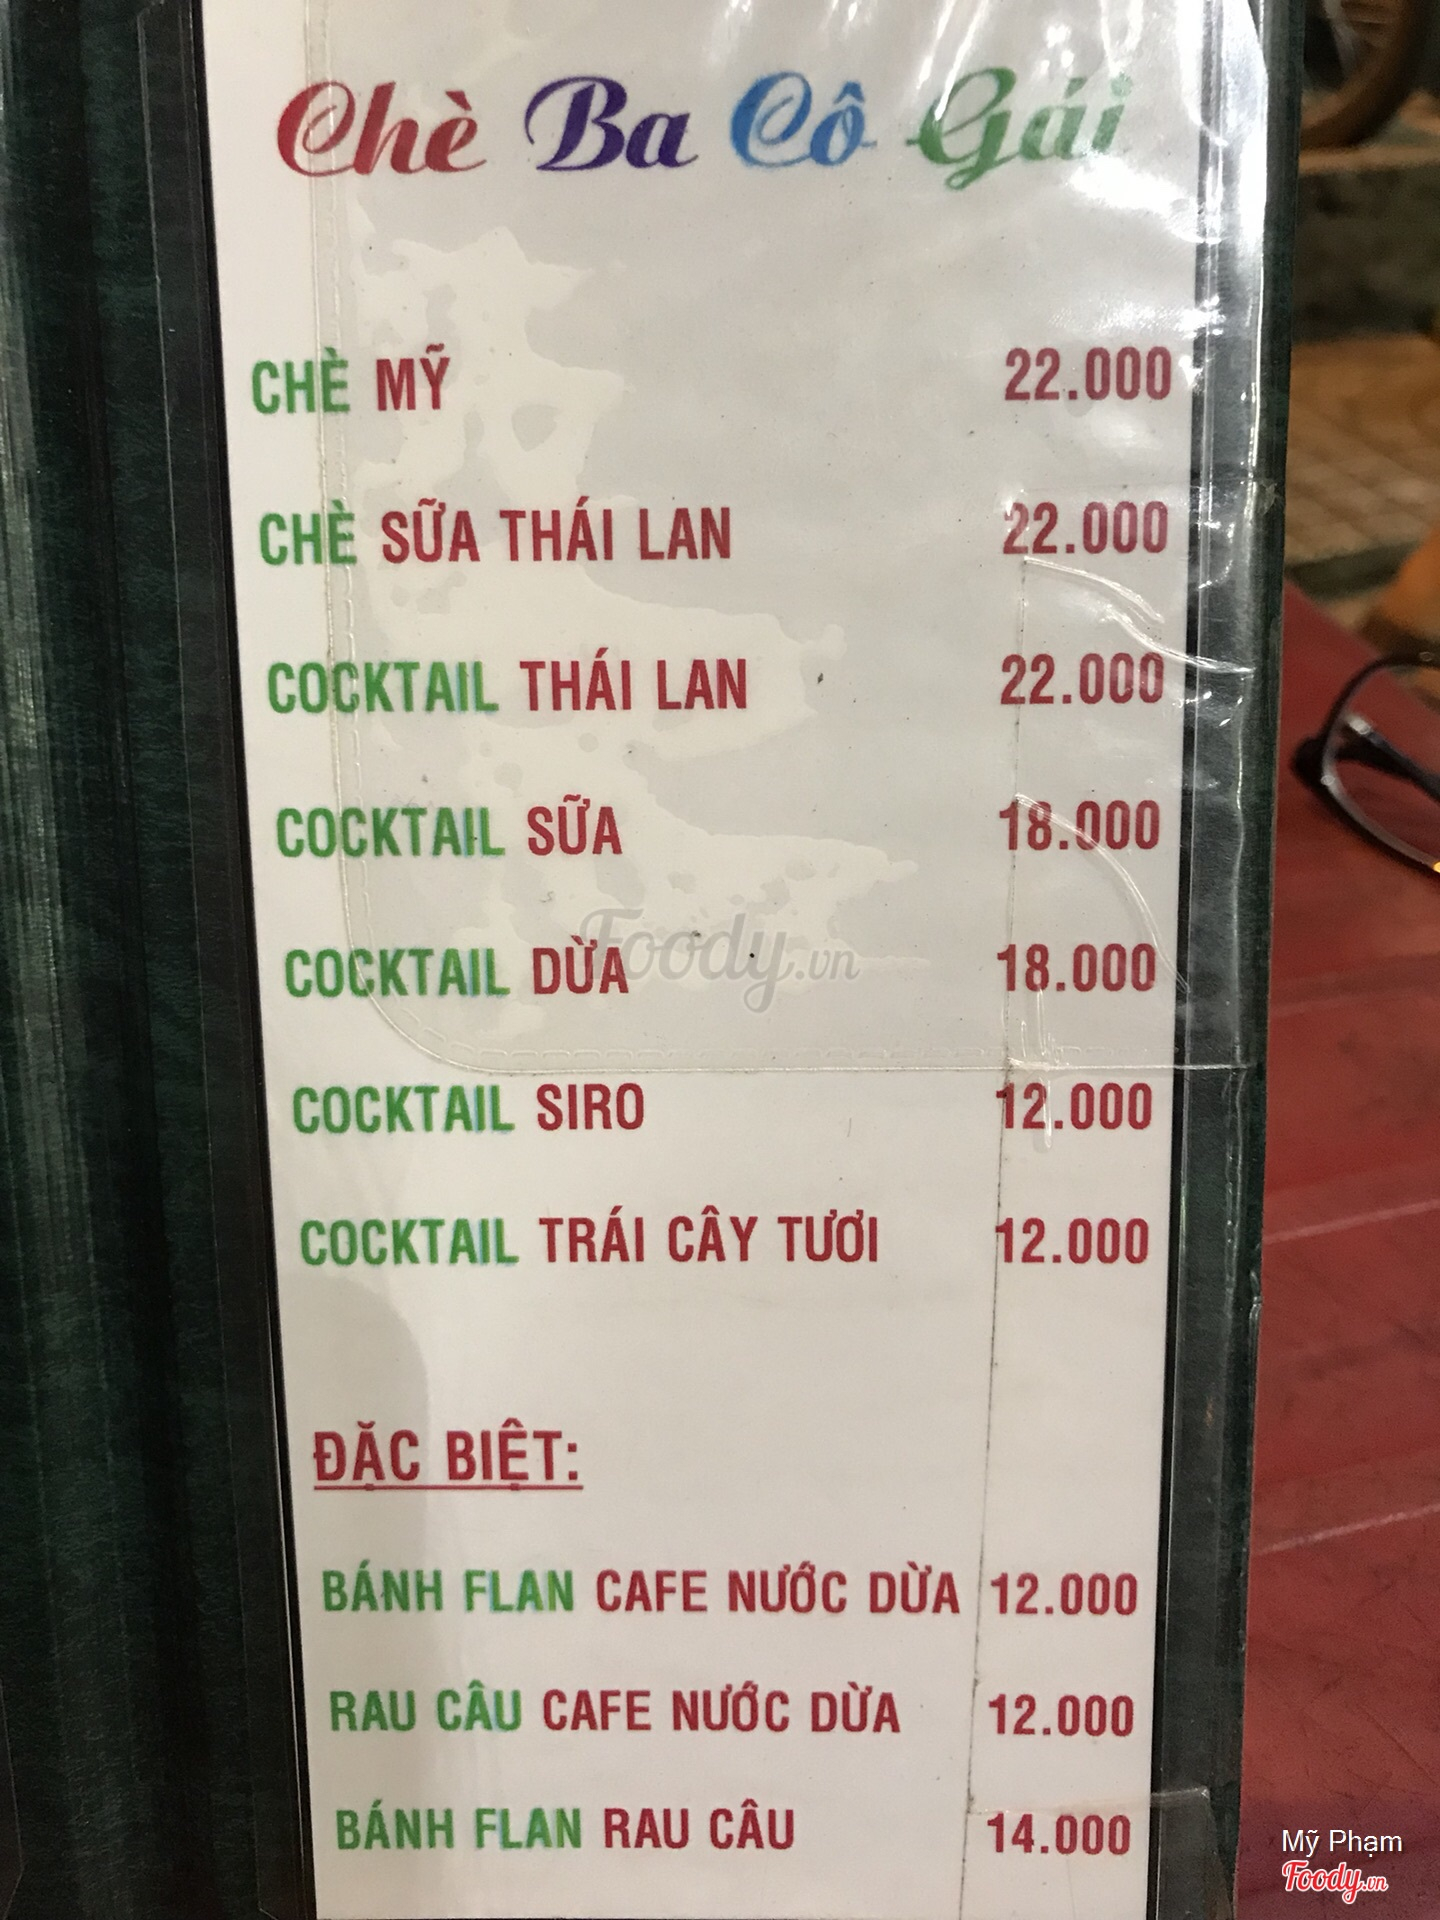 Chè Ba Cô Gái
CHÈ MỸ 22.000
CHÈ SỮA THÁI LAN 22.000
COCKTAIL THÁI LAN 22.000
COCKTAIL SỮA 18.000
COCKTAIL DỪA 18.000
Foody.vn
COCKTAIL SIRO 12.000
COCKTAIL TRÁI CÂY TƯƠI 12.000
ĐẶC BIỆT:
BÁNH FLAN CAFE NƯỚC DỪA 12.000
RAU CÂU CAFE NƯỚC DỪA 12.000
BÁNH FLAN RAU CÂU 14.000
Mỹ Phạm
Foody.vn